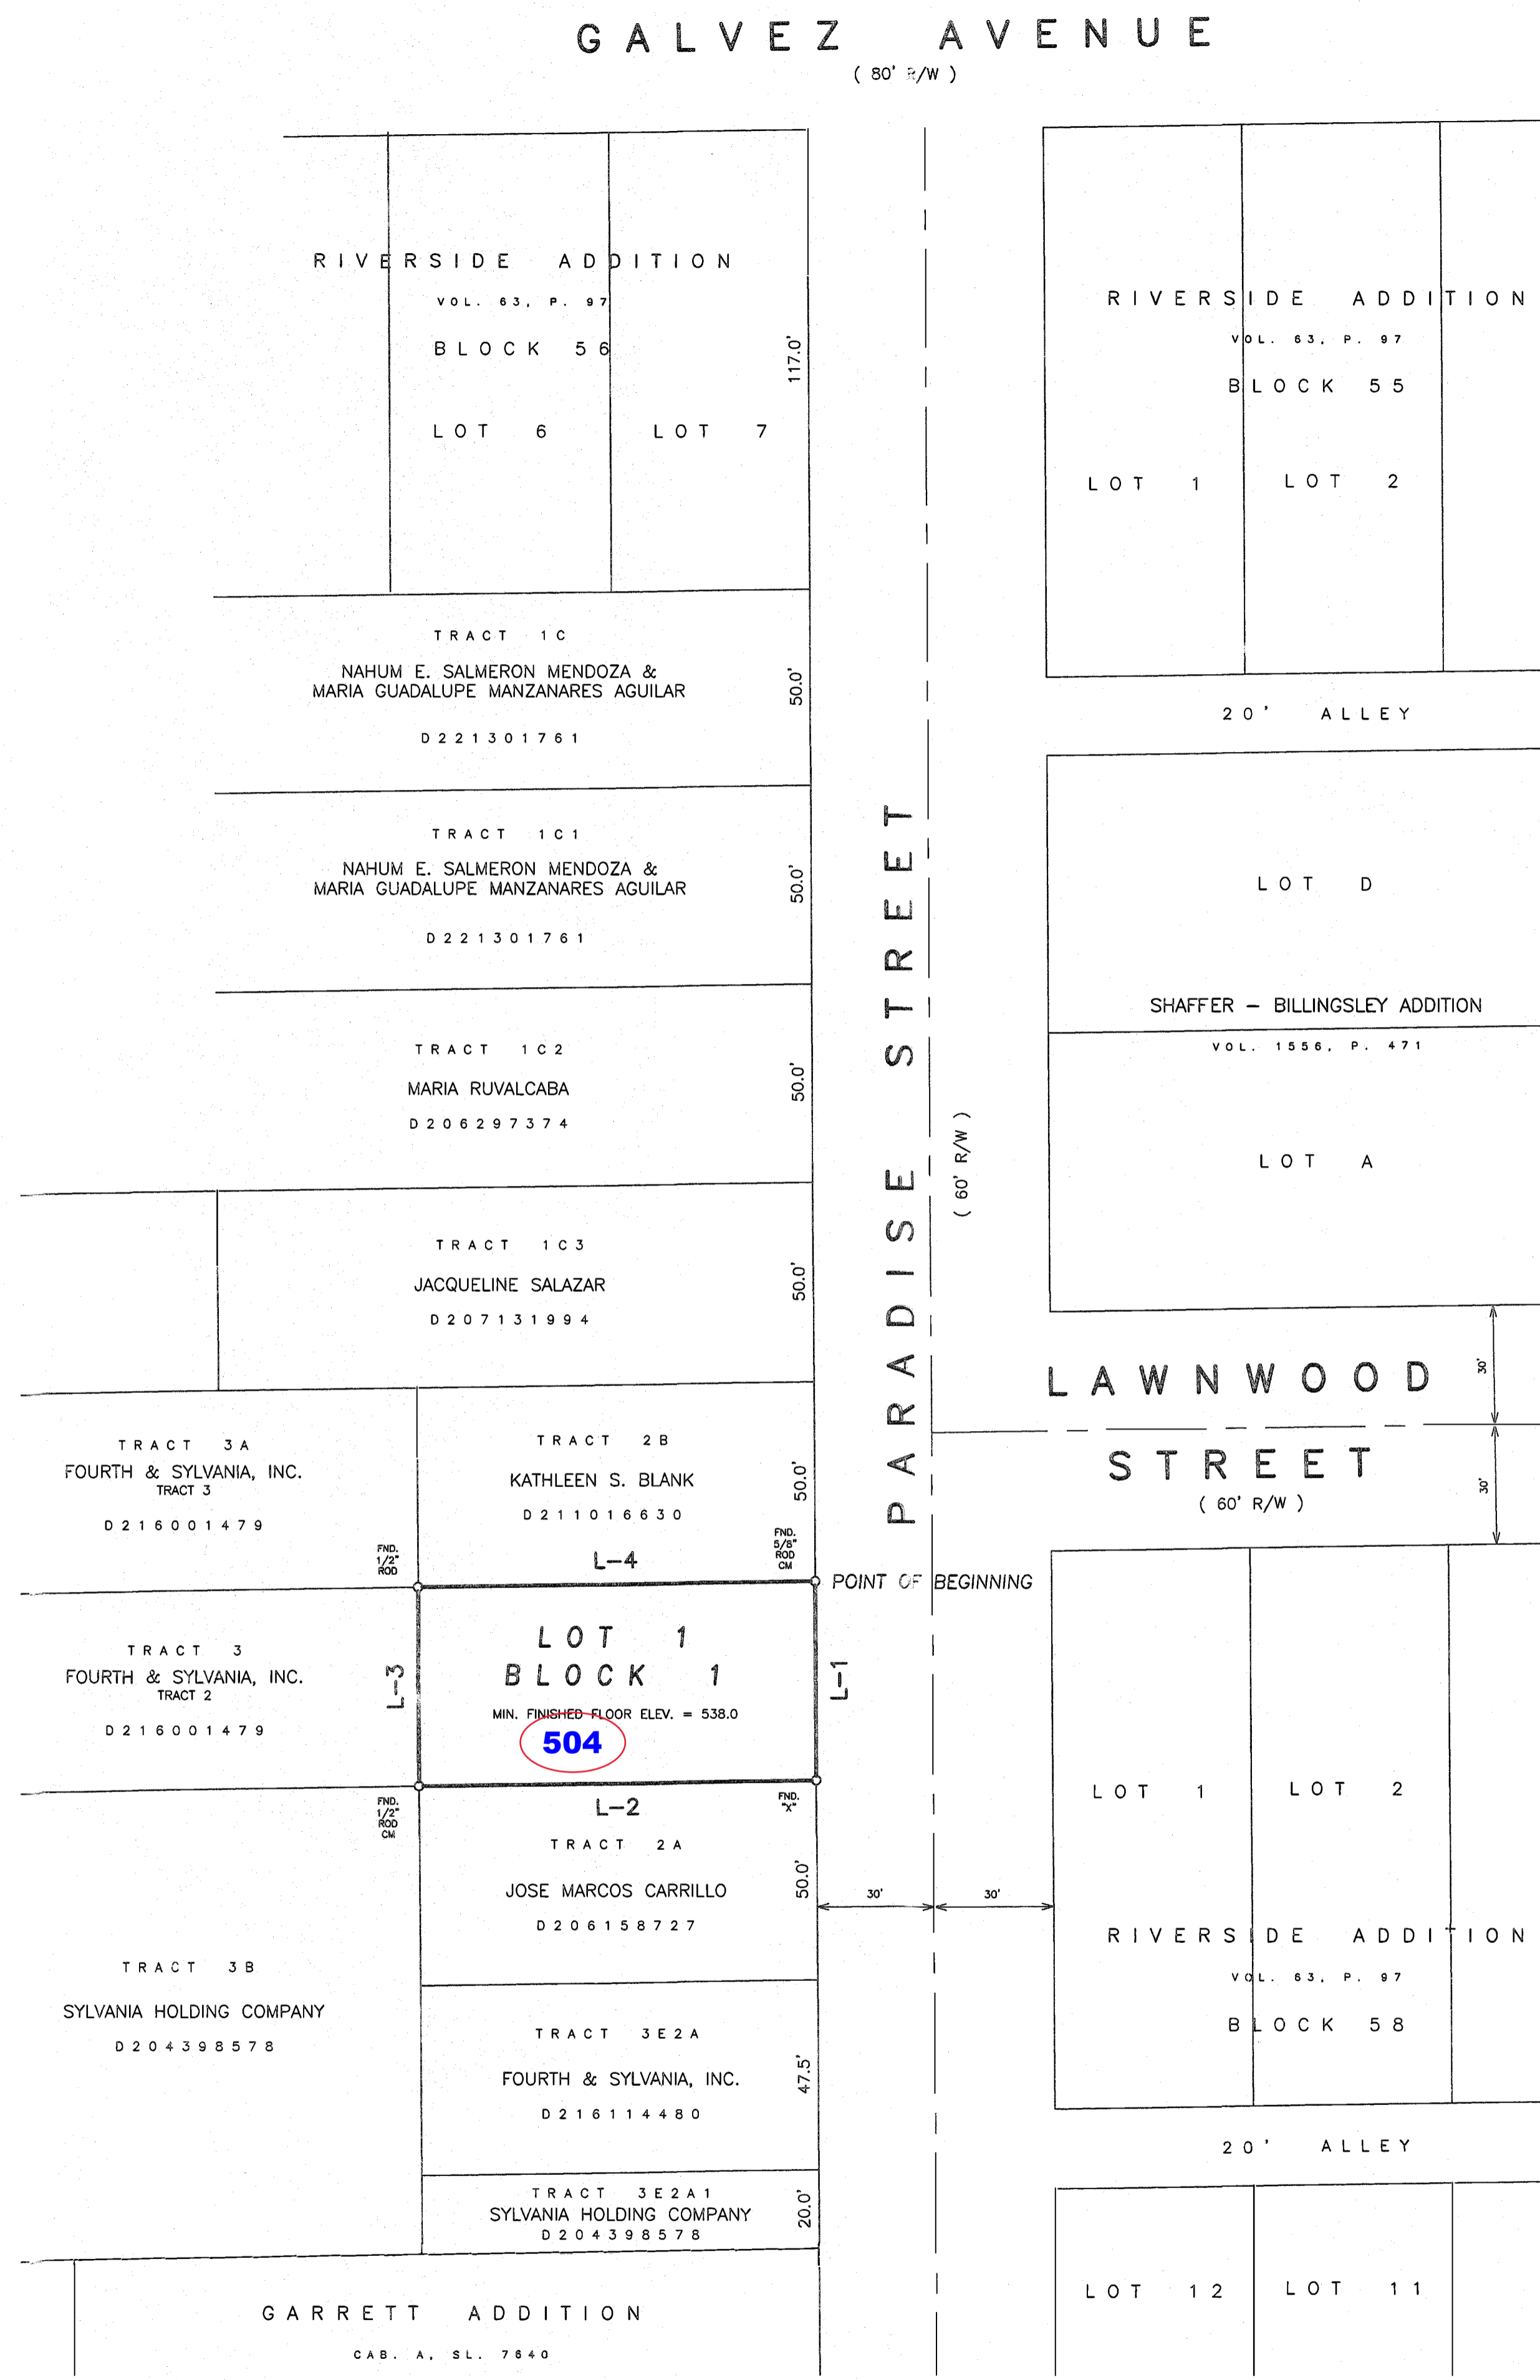 GALVEZ AVENUE
( 80' R/W )
RIVERSIDE ADDITION
VOL. 63, P. 97
BLOCK 56
LOT 6
LOT 7
117.0'
RIVERSIDE ADDITION
VOL. 63, P. 97
BLOCK 55
LOT 1
LOT 2
TRACT 1C
NAHUM E. SALMERON MENDOZA &
MARIA GUADALUPE MANZANARES AGUILAR
D221301761
50.0'
20' ALLEY
TRACT 1C1
NAHUM E. SALMERON MENDOZA &
MARIA GUADALUPE MANZANARES AGUILAR
D221301761
50.0'
LOT D
SHAFFER - BILLINGSLEY ADDITION
VOL. 1556, P. 471
LOT A
TRACT 1C2
MARIA RUVALCABA
D206297374
50.0'
PARADISE STREET
( 60' R/W )
TRACT 1C3
JACQUELINE SALAZAR
D207131994
50.0'
LAWNWOOD
STREET
( 60' R/W )
30'
30'
TRACT 3A
FOURTH & SYLVANIA, INC.
TRACT 3
D216001479
TRACT 2B
KATHLEEN S. BLANK
D211016630
50.0'
FND.
1/2"
ROD
L-4
FND.
5/8"
ROD
CM
POINT OF BEGINNING
TRACT 3
FOURTH & SYLVANIA, INC.
TRACT 2
D216001479
L-3
LOT 1
BLOCK 1
MIN. FINISHED FLOOR ELEV. = 538.0
504
L-1
FND.
1/2"
ROD
CM
L-2
FND.
"X"
TRACT 2A
JOSE MARCOS CARRILLO
D206158727
50.0'
30'
30'
LOT 1
LOT 2
RIVERSIDE ADDITION
VOL. 63, P. 97
BLOCK 58
TRACT 3B
SYLVANIA HOLDING COMPANY
D204398578
TRACT 3E2A
FOURTH & SYLVANIA, INC.
D216114480
47.5'
20' ALLEY
TRACT 3E2A1
SYLVANIA HOLDING COMPANY
D204398578
20.0'
LOT 12
LOT 11
GARRETT ADDITION
CAB. A, SL. 7640